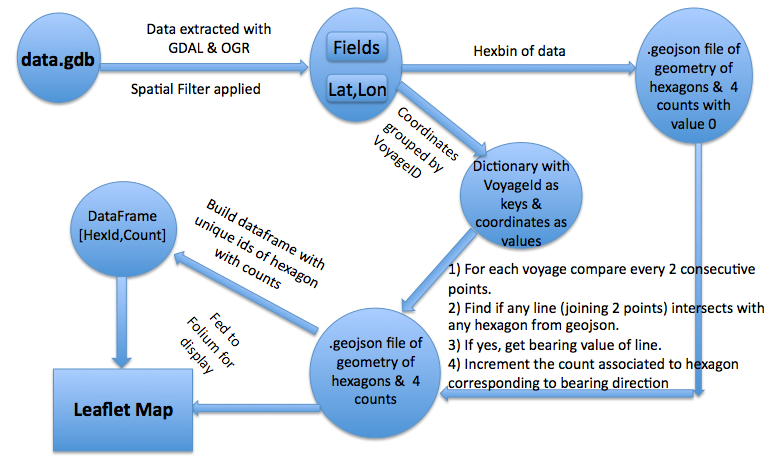 data.gdb
Data extracted with
GDAL & OGR
Spatial Filter applied
Fields
Lat,Lon
Hexbin of data
.geojson file of
geometry of
hexagons & 4
counts with
value 0
Coordinates
grouped by
VoyageID
Dictionary with
VoyageId as
keys &
coordinates as
values
DataFrame
[HexId,Count]
Build dataframe with
unique ids of hexagon
with counts
1) For each voyage compare every 2 consecutive
points.
2) Find if any line (joining 2 points) intersects with
any hexagon from geojson.
3) If yes, get bearing value of line.
4) Increment the count associated to hexagon
corresponding to bearing direction
.geojson file of
geometry of
hexagons & 4
counts
Fed to
Folium for
display
Leaflet Map